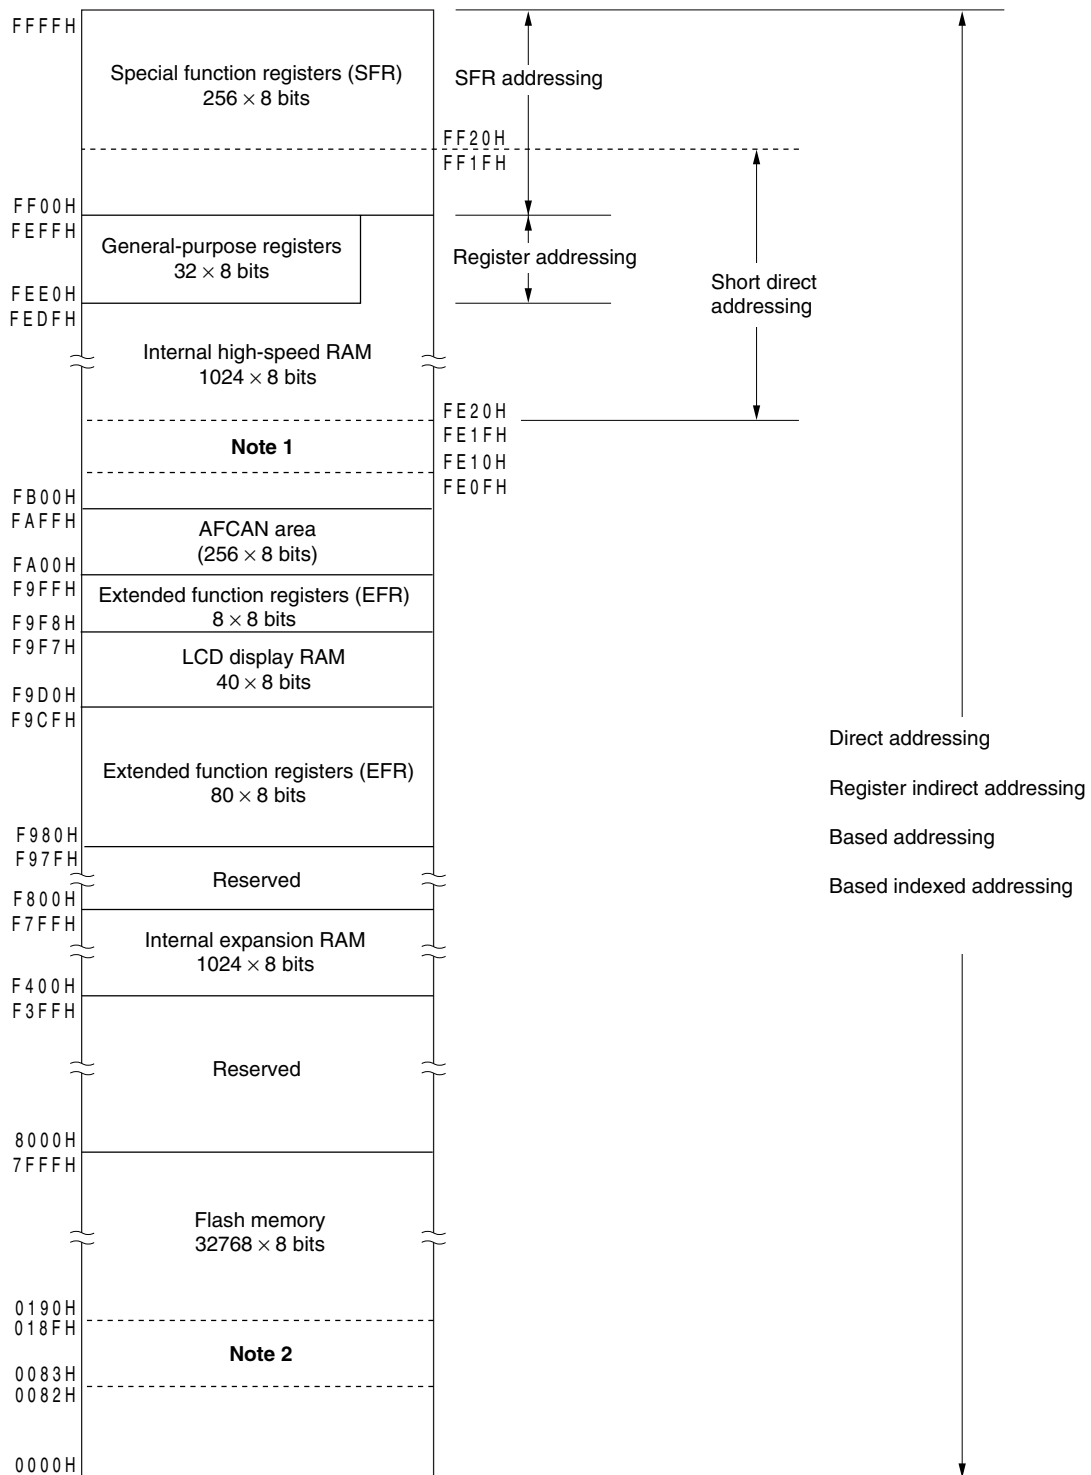 FFFFH
Special function registers (SFR)
256 × 8 bits
SFR addressing
FF20H
FF1FH
FF00H
FEFFH
General-purpose registers
32 × 8 bits
Register addressing
Short direct
addressing
FEE0H
FEDFH
Internal high-speed RAM
1024 × 8 bits
FE20H
FE1FH
Note 1
FE10H
FE0FH
FB00H
FAFFH
AFCAN area
(256 × 8 bits)
FA00H
F9FFH
Extended function registers (EFR)
8 × 8 bits
F9F8H
F9F7H
LCD display RAM
40 × 8 bits
F9D0H
F9CFH
Direct addressing
Extended function registers (EFR)
80 × 8 bits
Register indirect addressing
Based addressing
F980H
F97FH
Reserved
Based indexed addressing
F800H
F7FFH
Internal expansion RAM
1024 × 8 bits
F400H
F3FFH
Reserved
8000H
7FFFH
Flash memory
32768 × 8 bits
0190H
018FH
Note 2
0083H
0082H
0000H